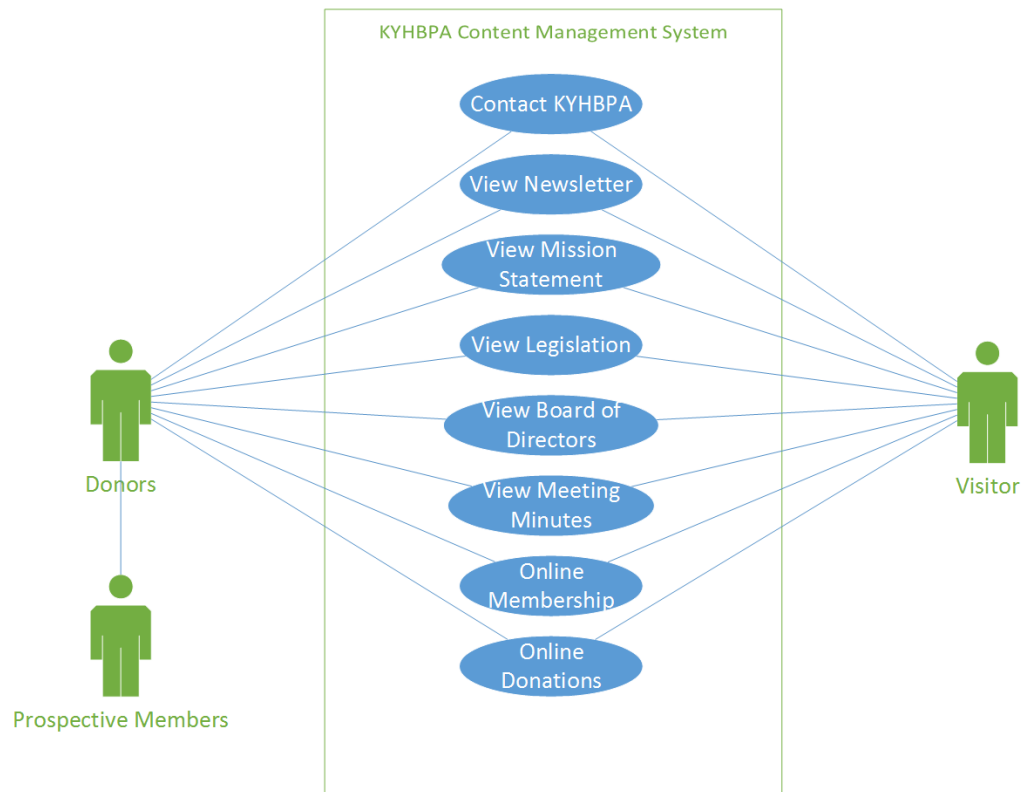 KYHBPA Content Management System
Contact KYHBPA
View Newsletter
View Mission
Statement
View Legislation
View Board of
Directors
View Meeting
Minutes
Online
Membership
Online
Donations
Donors
Visitor
Prospective Members